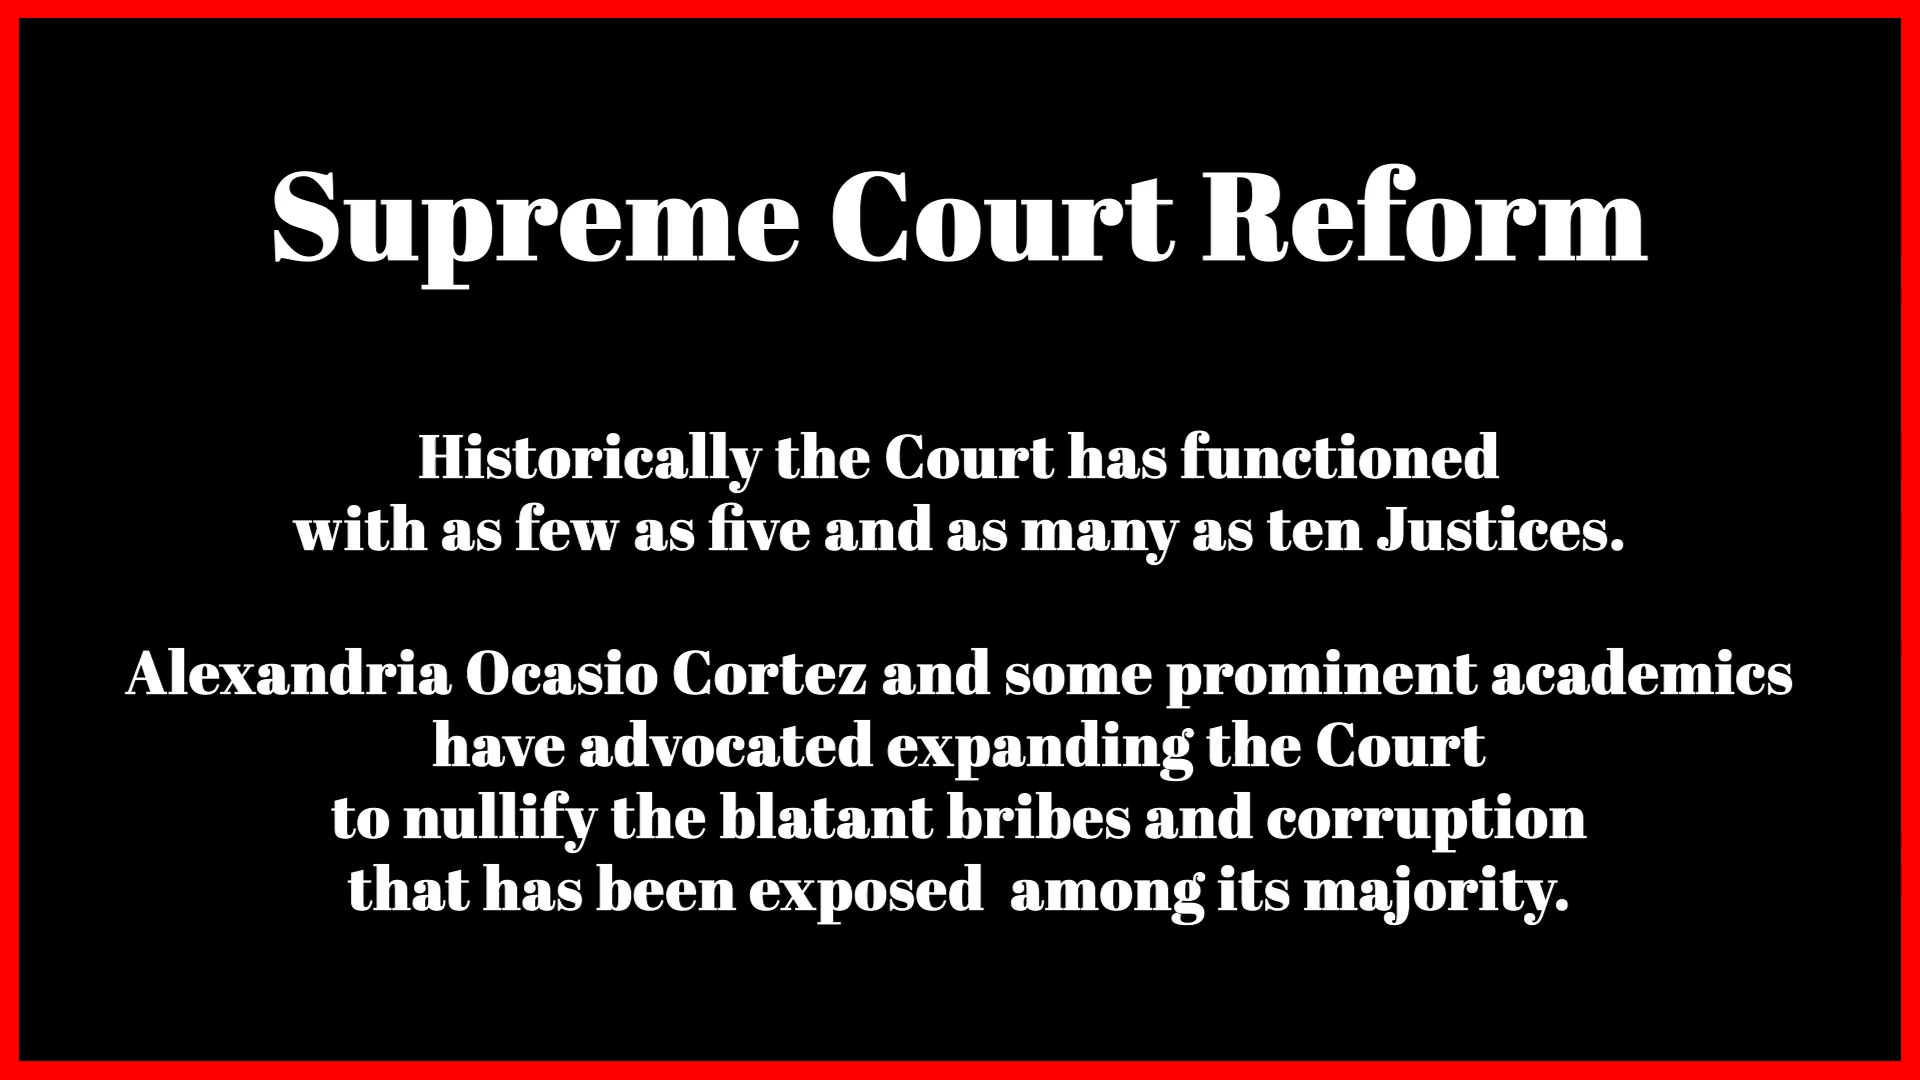 Supreme Court Reform
Historically the Court has functioned
with as few as five and as many as ten Justices.
Alexandria Ocasio Cortez and some prominent academics
have advocated expanding the Court
to nullify the blatant bribes and corruption
that has been exposed  among its majority.